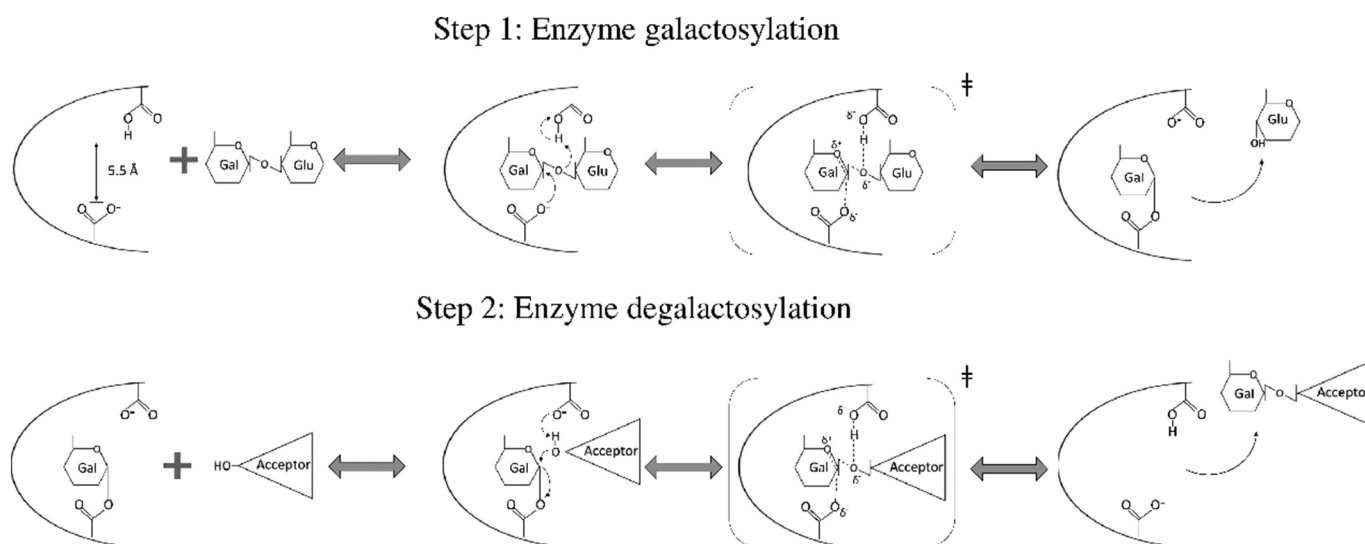 Step 1: Enzyme galactosylation
O
O
H
5.5 Å
O
O⁻
+
Gal
O
O
Glu
O
O
O
H
Gal
O
O
Glu
O
O
O⁻
‡
δ⁻
O
O
H
δ⁺
O
Gal
O
δ⁻
Glu
O
O
O
δ⁻
O⁻
O
Gal
O
O
O
O
Glu
OH
Step 2: Enzyme degalactosylation
O⁻
O
Gal
O
O
O
+
HO
Acceptor
O⁻
O
H
O
Gal
O
Acceptor
O
O
‡
δ
O
O
H
δ⁺
O
Gal
O
δ⁻
Acceptor
O
O
δ⁻
O
O
H
O
O⁻
Gal
O
O
Accepto